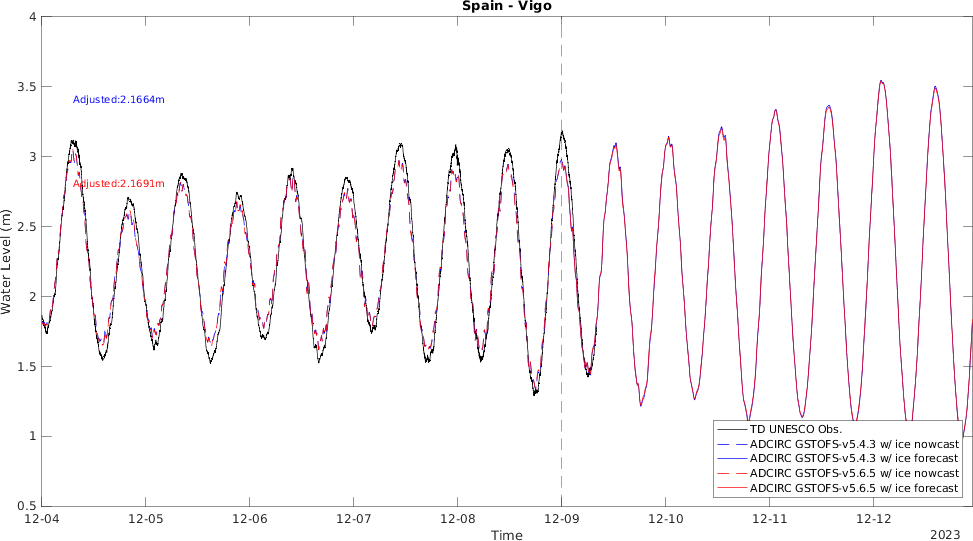 Spain - Vigo
4
3.5
3
2.5
2
1.5
1
0.5
Water Level (m)
Adjusted:2.1664m
Adjusted:2.1691m
TD UNESCO Obs.
ADCIRC GSTOFS-v5.4.3 w/ ice nowcast
ADCIRC GSTOFS-v5.4.3 w/ ice forecast
ADCIRC GSTOFS-v5.6.5 w/ ice nowcast
ADCIRC GSTOFS-v5.6.5 w/ ice forecast
12-04 12-05 12-06 12-07 12-08 12-09 12-10 12-11 12-12
Time
2023